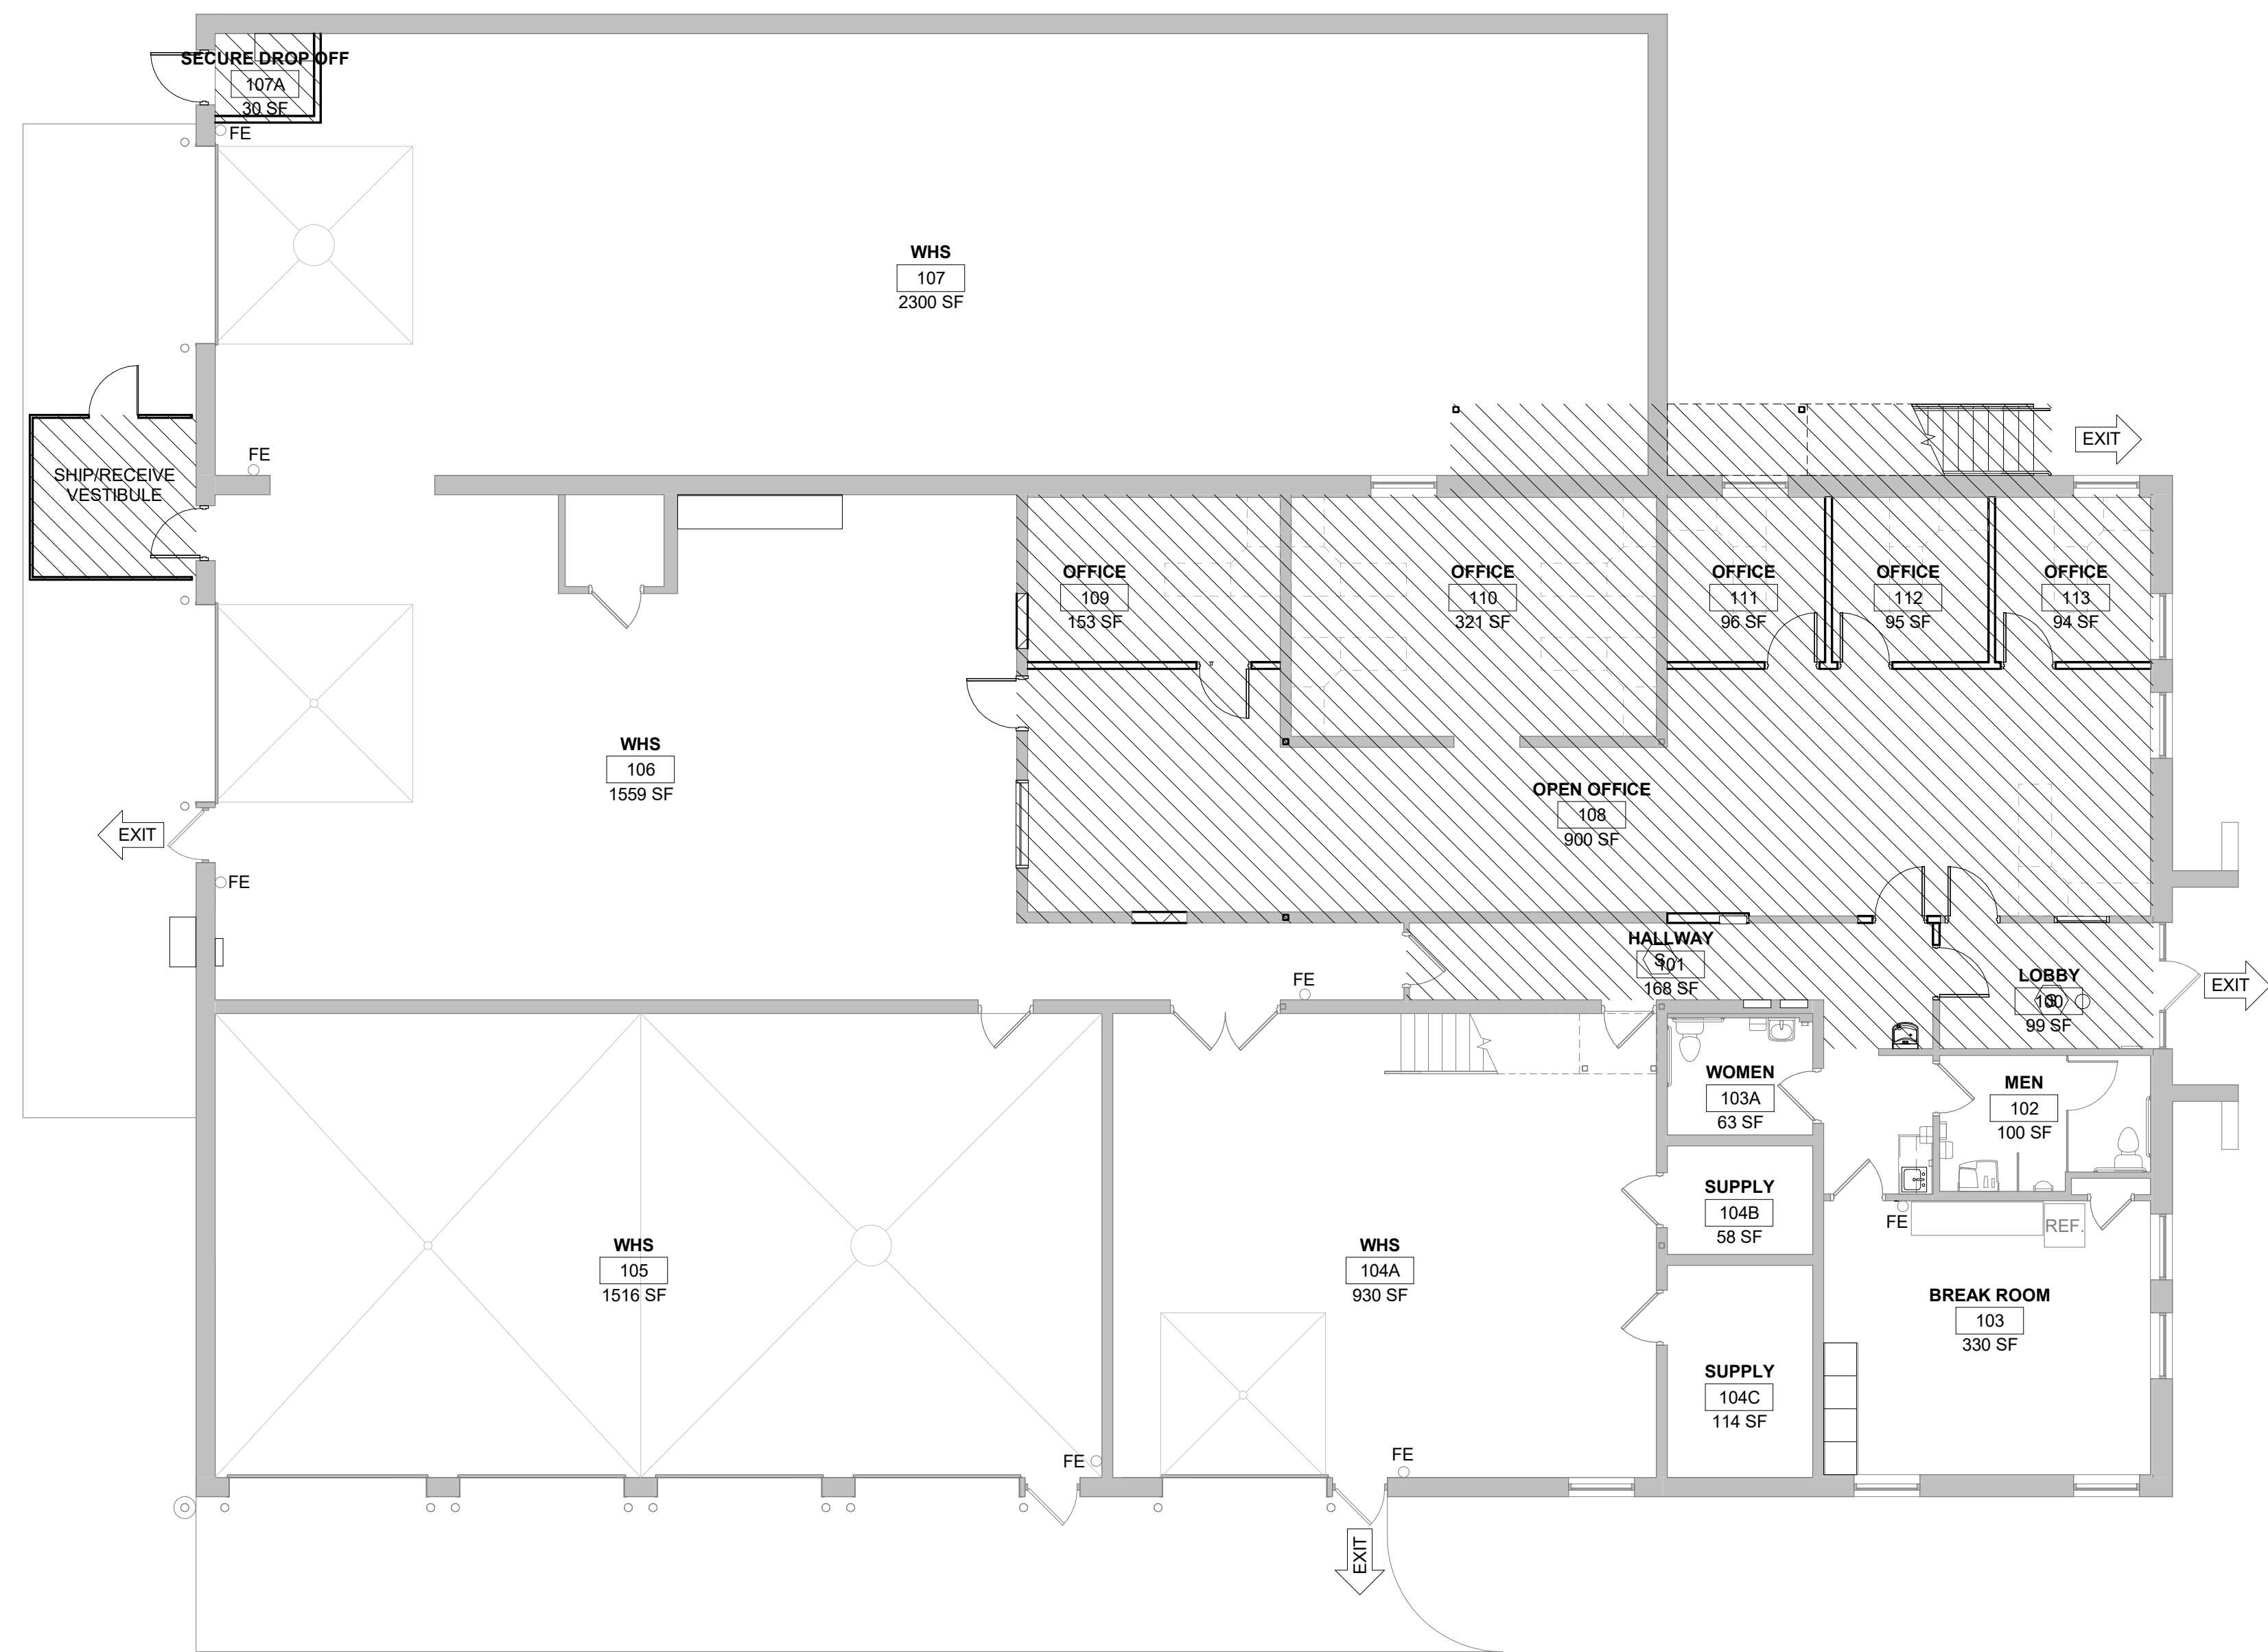 SECURE DROP OFF
107A
30 SF
FE
WHS
107
2300 SF
EXIT
FE
SHIP/RECEIVE
VESTIBULE
OFFICE
109
153 SF
OFFICE
110
321 SF
OFFICE
111
96 SF
OFFICE
112
95 SF
OFFICE
113
94 SF
WHS
106
1559 SF
OPEN OFFICE
108
900 SF
EXIT
FE
HALLWAY
S
101
168 SF
FE
LOBBY
100
S
99 SF
EXIT
WOMEN
103A
63 SF
MEN
102
100 SF
SUPPLY
104B
58 SF
FE
REF.
WHS
105
1516 SF
WHS
104A
930 SF
BREAK ROOM
103
330 SF
SUPPLY
104C
114 SF
FE
FE
EXIT